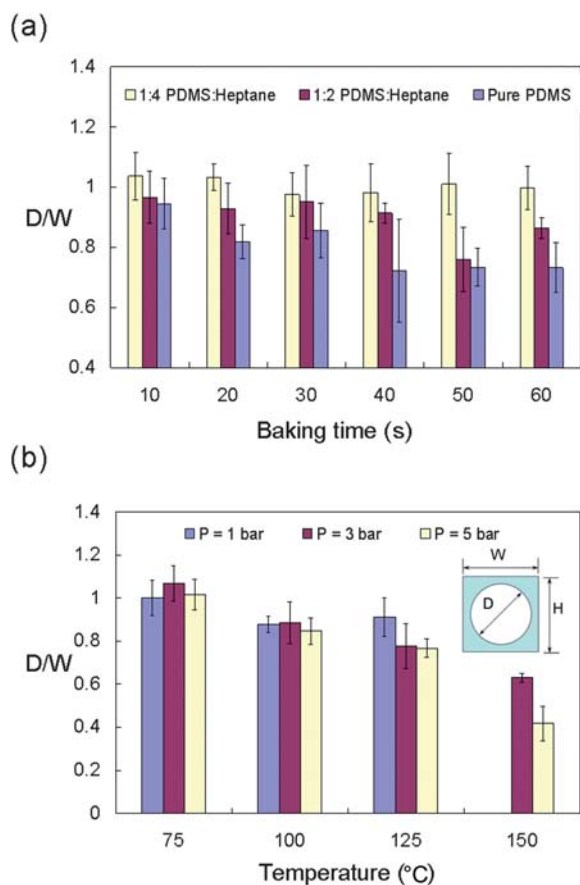 (a)
1.4
1:4 PDMS:Heptane 1:2 PDMS:Heptane Pure PDMS
1.2
1
D/W
0.8
0.6
0.4
10 20 30 40 50 60
Baking time (s)
(b)
1.4
P = 1 bar P = 3 bar P = 5 bar
1.2
W
1
D
H
0.8
D/W
0.6
0.4
0.2
0
75 100 125 150
Temperature (°C)